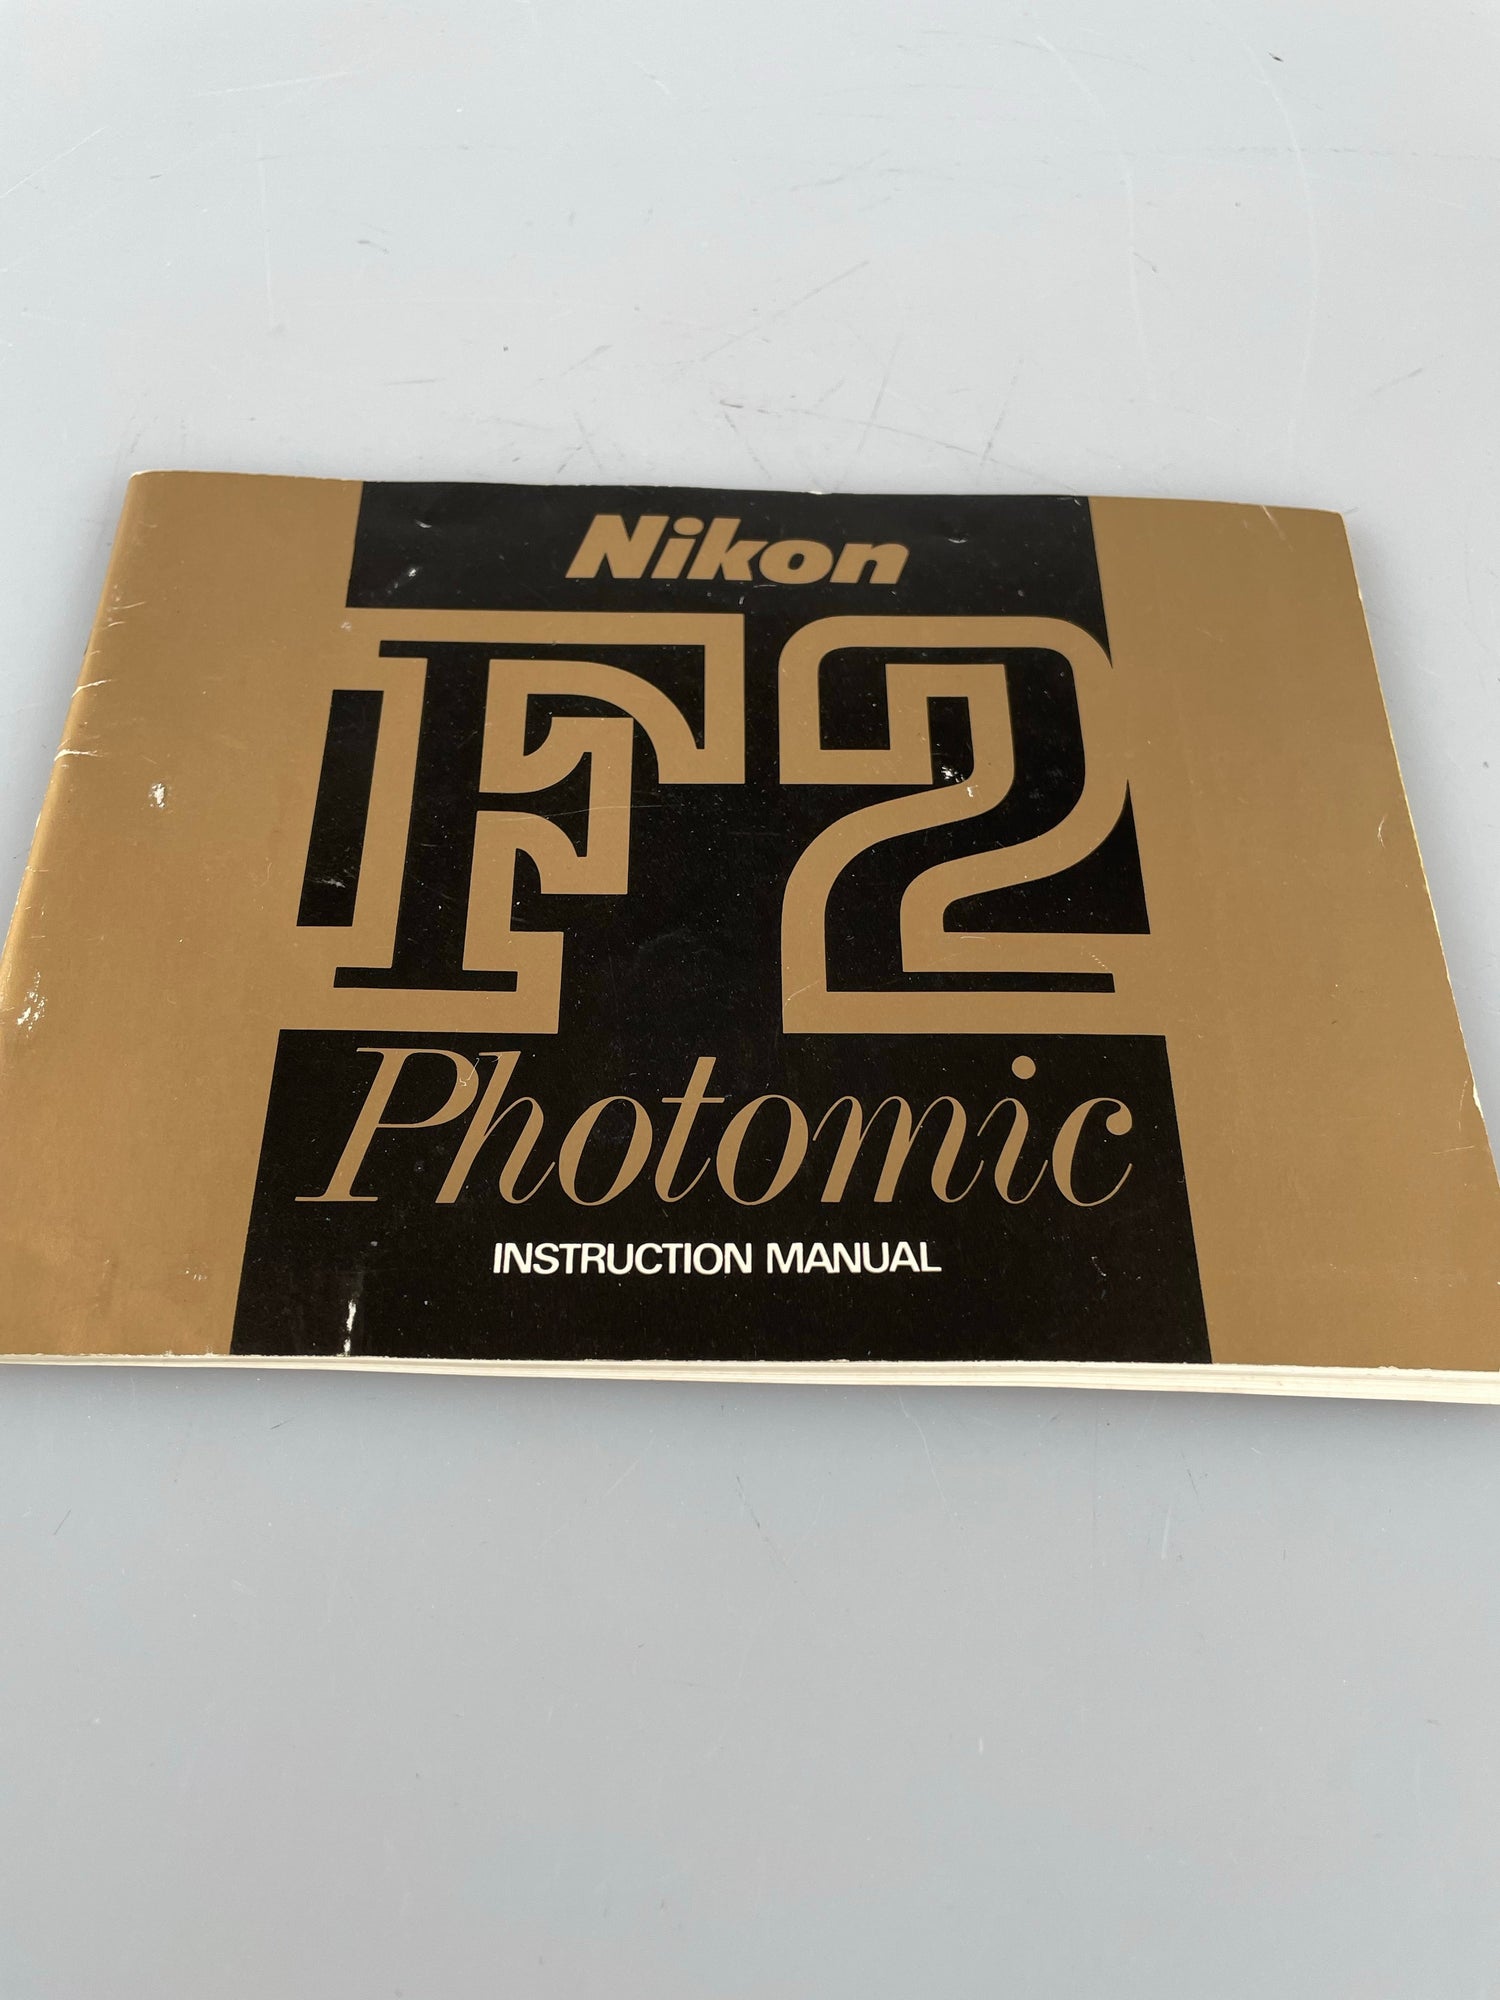 Nikon
F2
Photomic
INSTRUCTION MANUAL